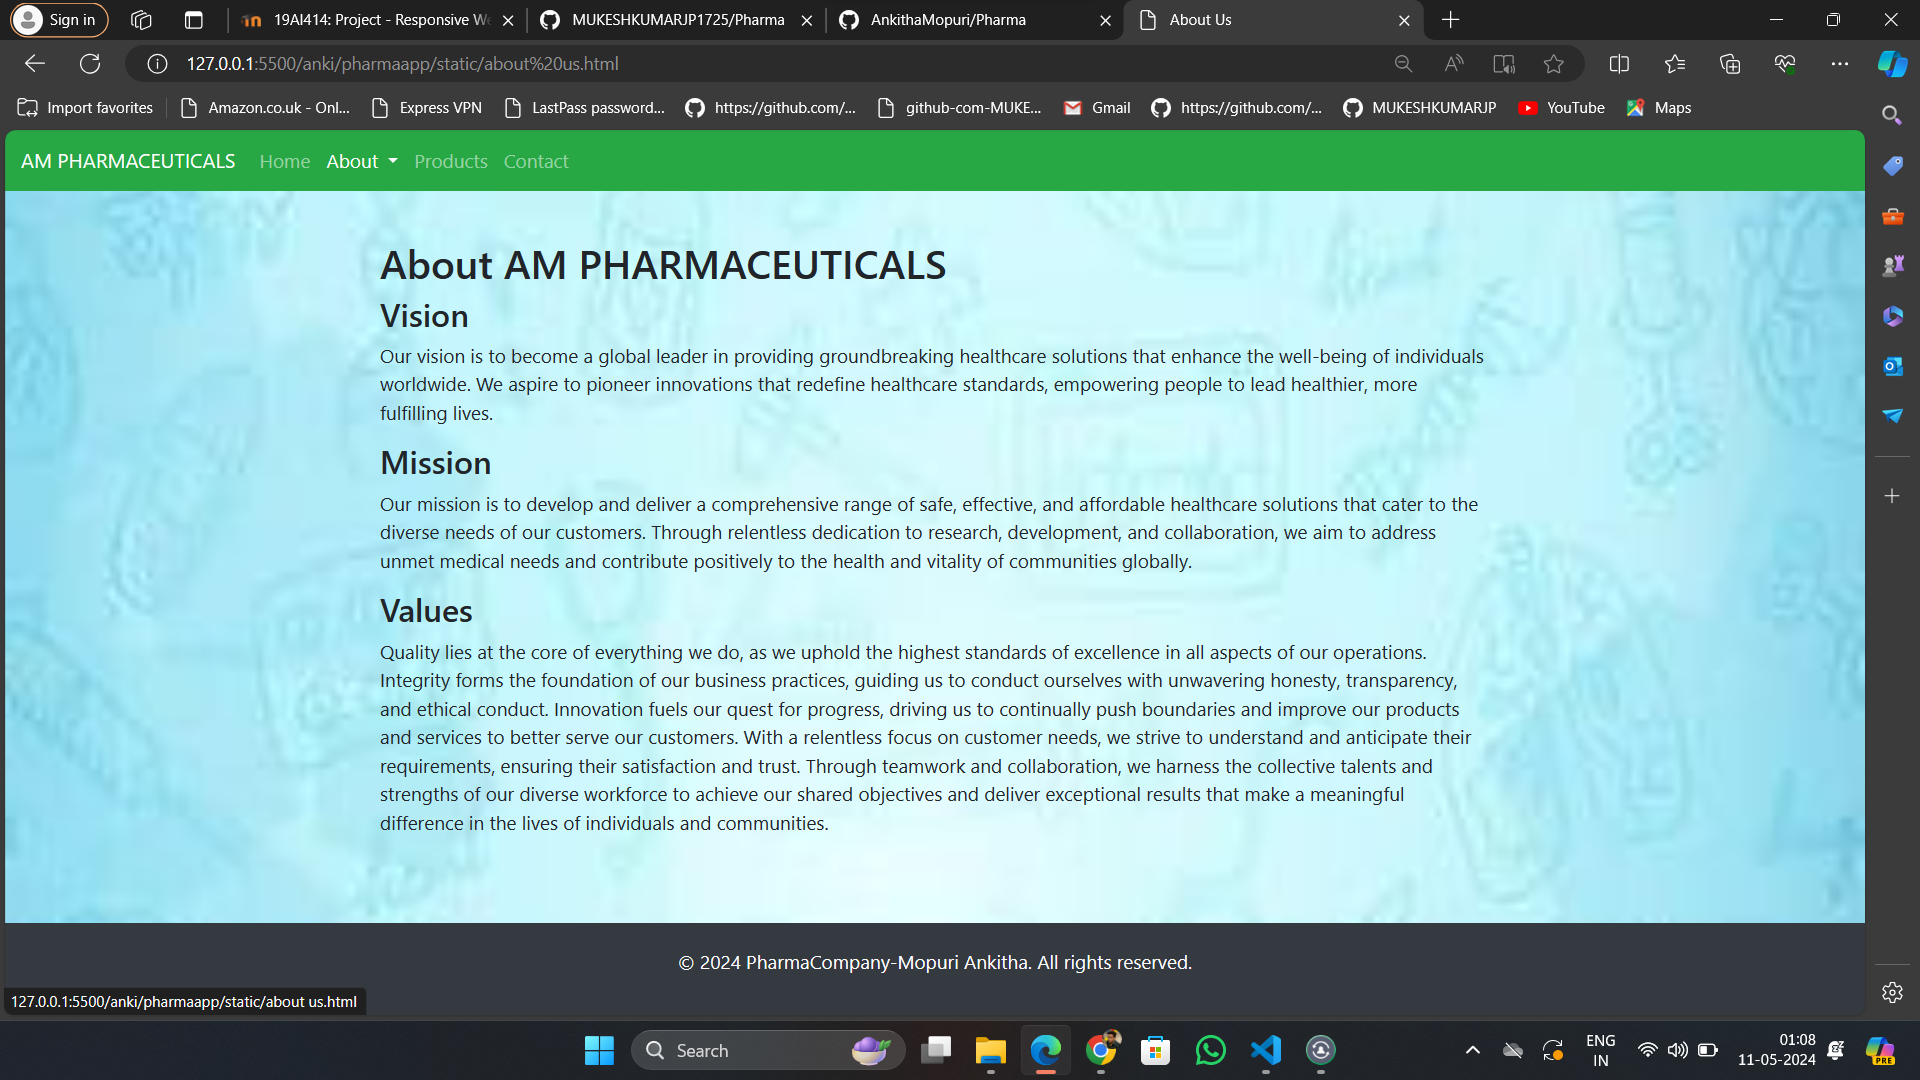 Sign in
19AI414: Project - Responsive We
MUKESHKUMARJP1725/Pharma
AnkithaMopuri/Pharma
About Us
127.0.0.1:5500/anki/pharmaapp/static/about%20us.html
Import favorites
Amazon.co.uk - Onl...
Express VPN
LastPass password...
https://github.com/...
github-com-MUKE...
Gmail
https://github.com/...
MUKESHKUMARJP
YouTube
Maps
AM PHARMACEUTICALS
Home
About
Products
Contact
About AM PHARMACEUTICALS
Vision
Our vision is to become a global leader in providing groundbreaking healthcare solutions that enhance the well-being of individuals
worldwide. We aspire to pioneer innovations that redefine healthcare standards, empowering people to lead healthier, more
fulfilling lives.
Mission
Our mission is to develop and deliver a comprehensive range of safe, effective, and affordable healthcare solutions that cater to the
diverse needs of our customers. Through relentless dedication to research, development, and collaboration, we aim to address
unmet medical needs and contribute positively to the health and vitality of communities globally.
Values
Quality lies at the core of everything we do, as we uphold the highest standards of excellence in all aspects of our operations.
Integrity forms the foundation of our business practices, guiding us to conduct ourselves with unwavering honesty, transparency,
and ethical conduct. Innovation fuels our quest for progress, driving us to continually push boundaries and improve our products
and services to better serve our customers. With a relentless focus on customer needs, we strive to understand and anticipate their
requirements, ensuring their satisfaction and trust. Through teamwork and collaboration, we harness the collective talents and
strengths of our diverse workforce to achieve our shared objectives and deliver exceptional results that make a meaningful
difference in the lives of individuals and communities.
© 2024 PharmaCompany-Mopuri Ankitha. All rights reserved.
127.0.0.1:5500/anki/pharmaapp/static/about us.html
Search
ENG
IN
01:08
11-05-2024
PRE